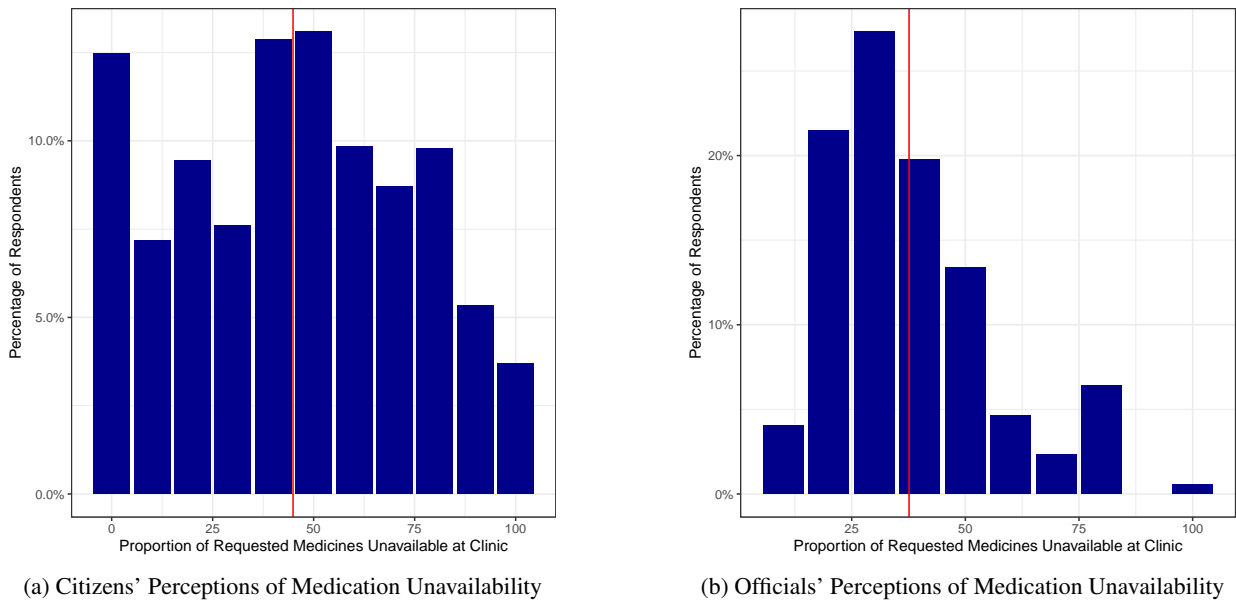 Percentage of Respondents
10.0%
5.0%
0.0%
0 25 50 75 100
Proportion of Requested Medicines Unavailable at Clinic
(a) Citizens' Perceptions of Medication Unavailability
Percentage of Respondents
20%
10%
0%
25 50 75 100
Proportion of Requested Medicines Unavailable at Clinic
(b) Officials' Perceptions of Medication Unavailability